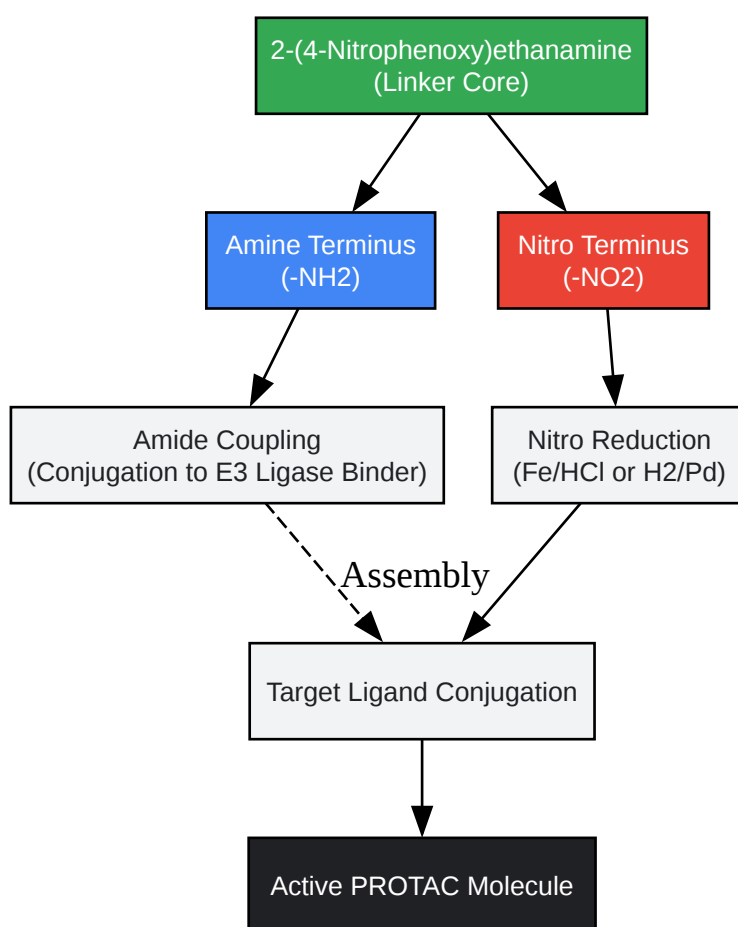 2-(4-Nitrophenoxy)ethanamine
(Linker Core)
Amine Terminus
(-NH2)
Nitro Terminus
(-NO2)
Amide Coupling
(Conjugation to E3 Ligase Binder)
Nitro Reduction
(Fe/HCl or H2/Pd)
Assembly
Target Ligand Conjugation
Active PROTAC Molecule